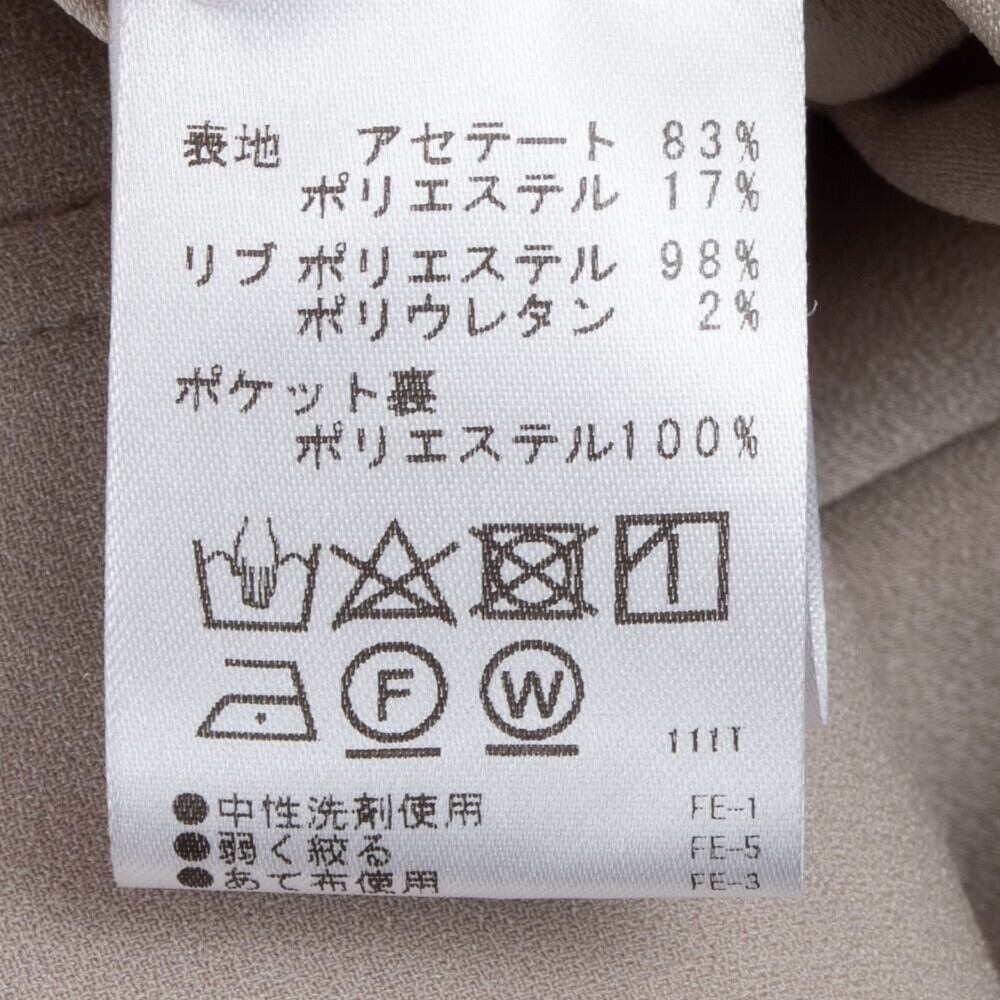 表地 アセテート 83%
ポリエステル 17%
リブ ポリエステル 98%
ポリウレタン 2%
ポケット裏
ポリエステル100%
F W
111T
●中性洗剤使用 FE-1
●弱く絞る FE-5
●あて布使用 FE-3